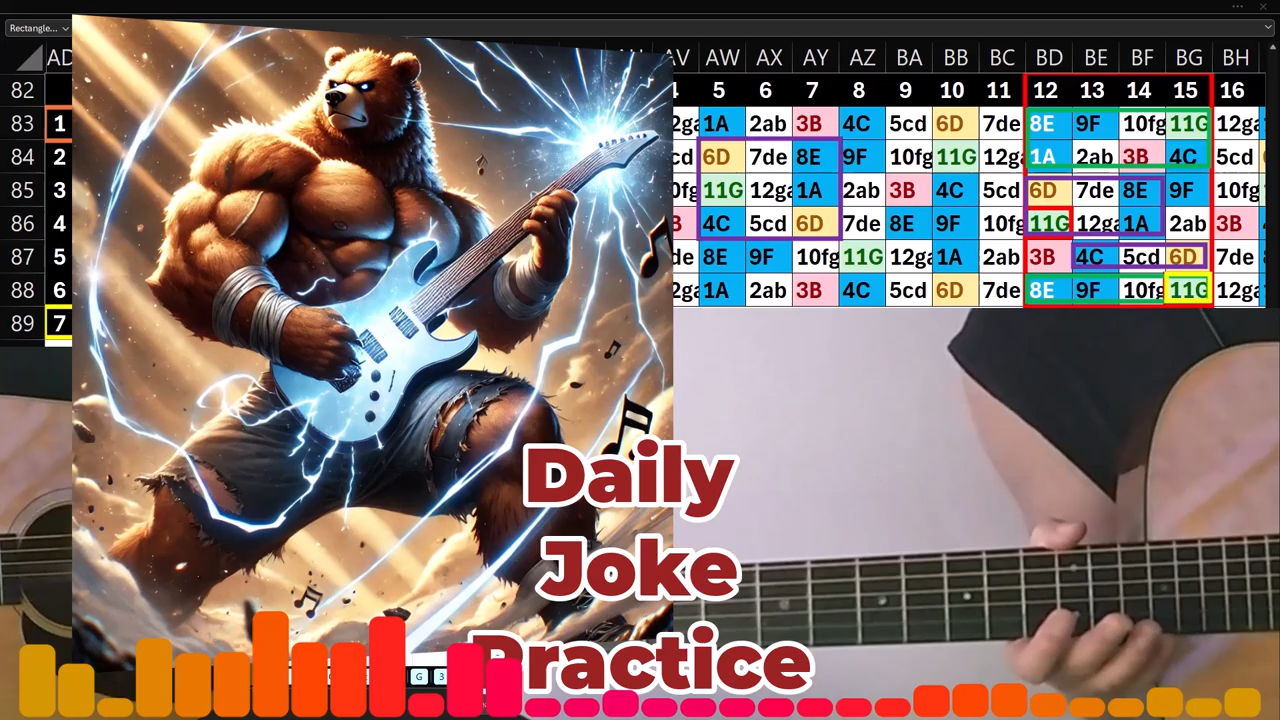 Rectangle...
AD AV AW AX AY AZ BA BB BC BD BE BF BG BH
82 5 6 7 8 9 10 11 12 13 14 15 16
83 1 1A 2ab 3B 4C 5cd 6D 7de 8E 9F 10fg 11G 12ga
84 2 6D 7de 8E 9F 10fg 11G 12ga 1A 2ab 3B 4C 5cd
85 3 11G 12ga 1A 2ab 3B 4C 5cd 6D 7de 8E 9F 10fg
86 4 4C 5cd 6D 7de 8E 9F 10fg 11G 12ga 1A 2ab 3B
87 5 8E 9F 10fg 11G 12ga 1A 2ab 3B 4C 5cd 6D 7de
88 6 1A 2ab 3B 4C 5cd 6D 7de 8E 9F 10fg 11G 12ga
89 7
Daily
Joke
Practice
G 3